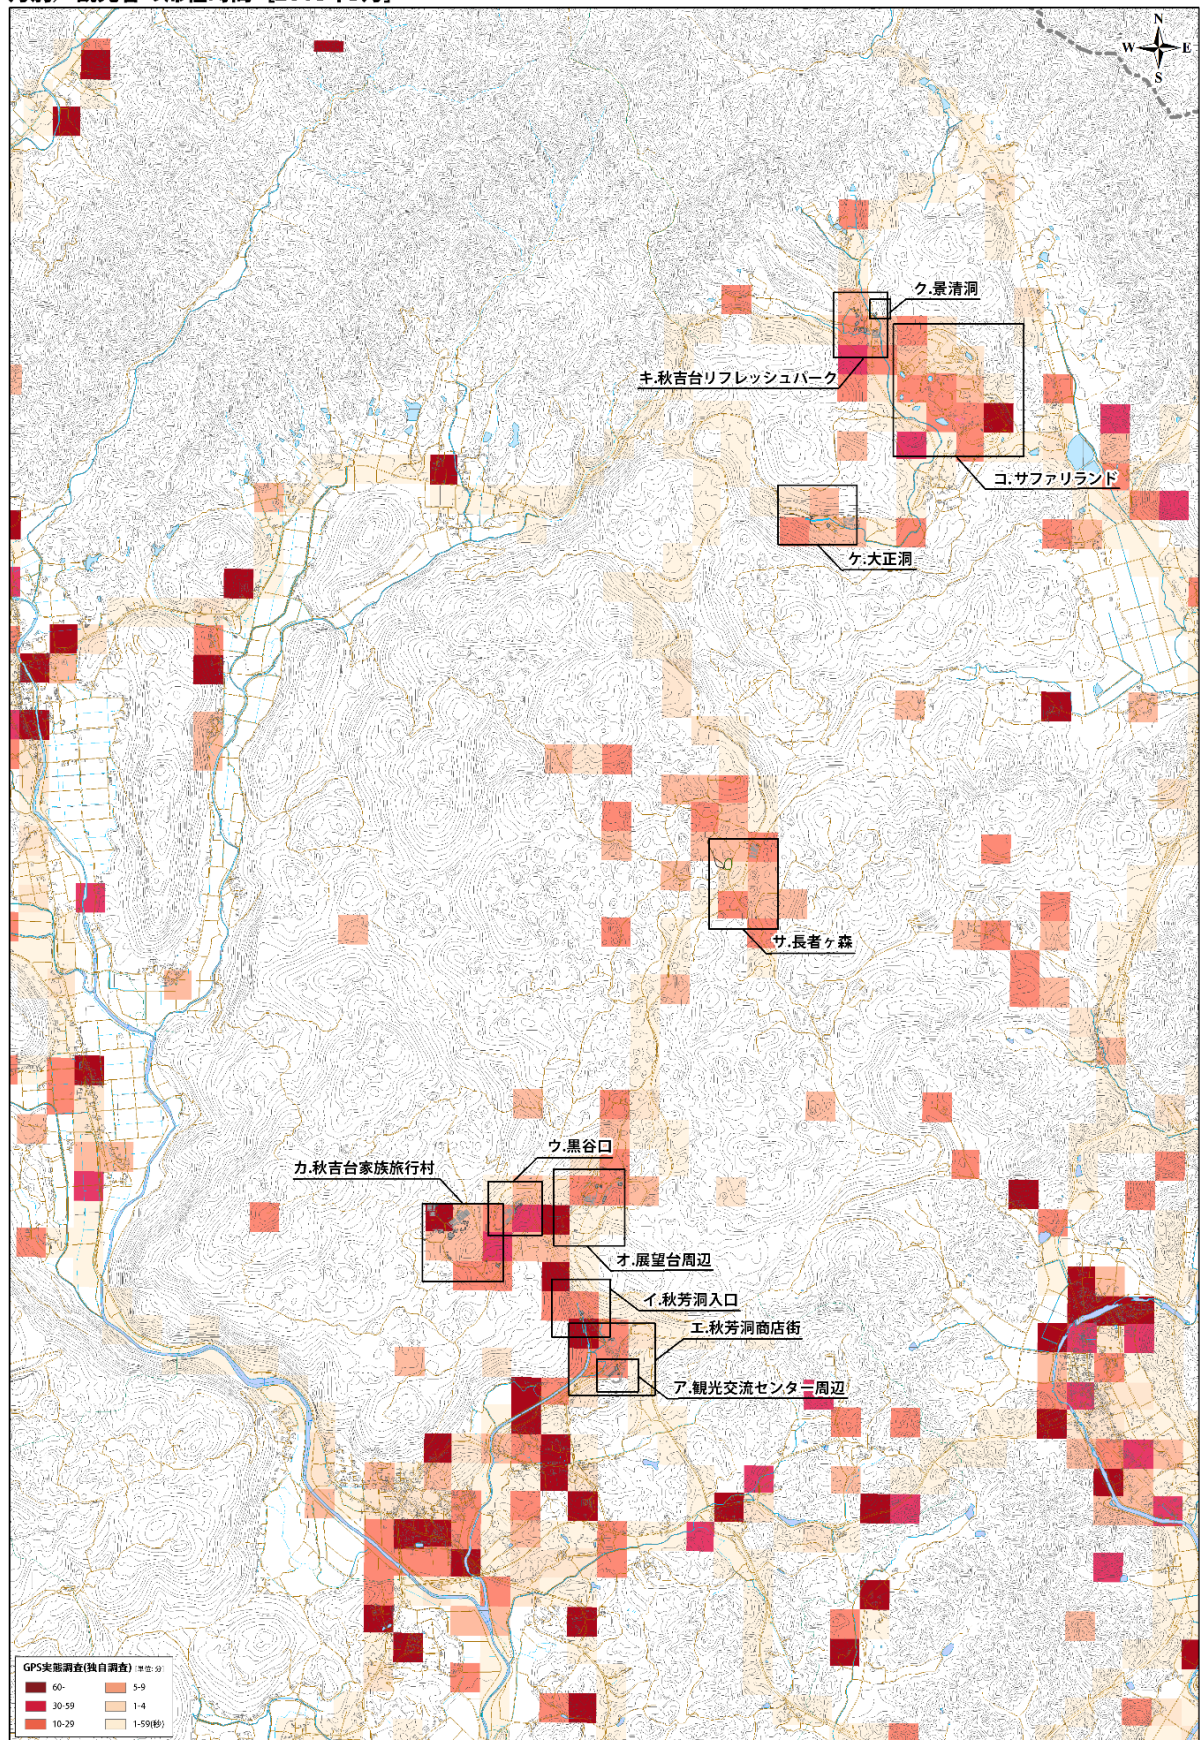 N
W E
S
ク.景清洞
キ.秋吉台リフレッシュパーク
コ.サファリランド
ケ.大正洞
サ.長者ヶ森
ウ.黒谷口
カ.秋吉台家族旅行村
オ.展望台周辺
イ.秋芳洞入口
エ.秋芳洞商店街
ア.観光交流センター周辺
GPS実態調査(独自調査) [単位:分]
60- 5-9
30-59 1-4
10-29 1-59(秒)